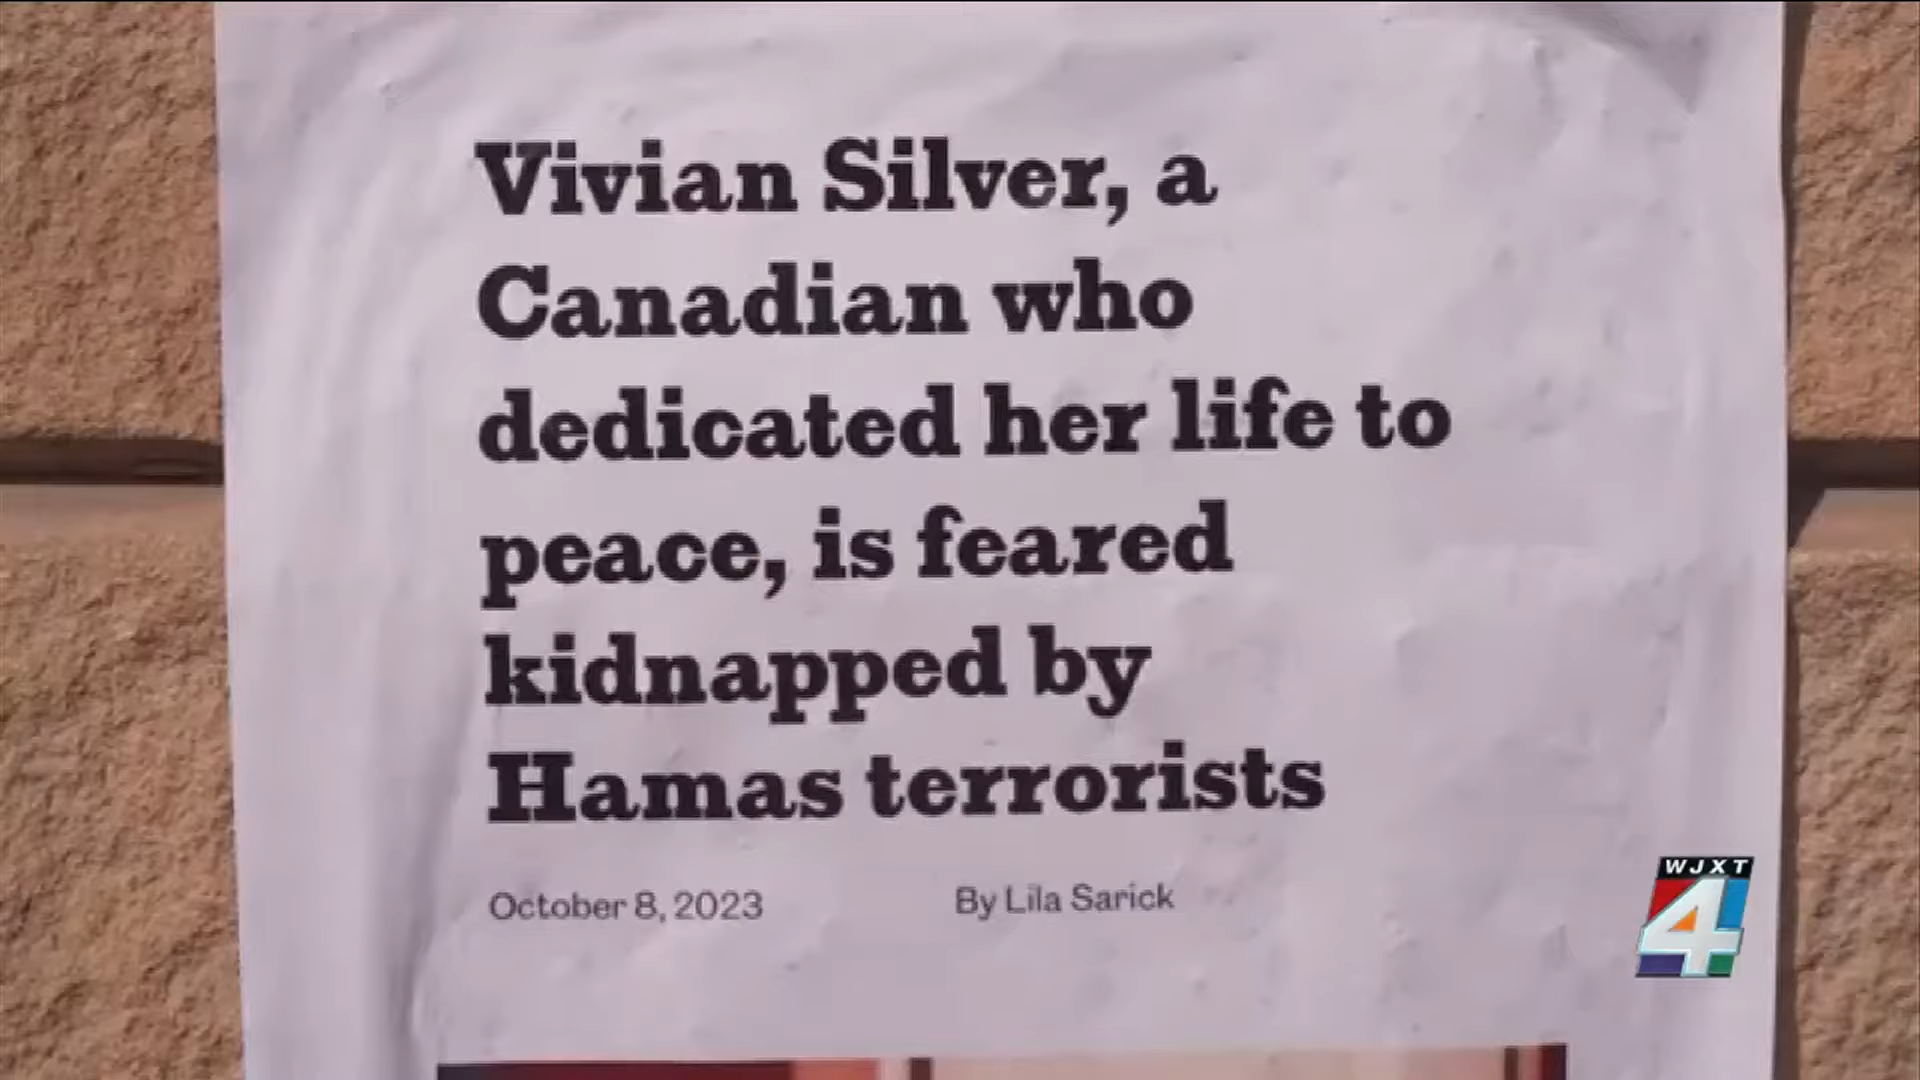 Vivian Silver, a
Canadian who
dedicated her life to
peace, is feared
kidnapped by
Hamas terrorists
October 8, 2023 By Lila Sarick
WJXT
4